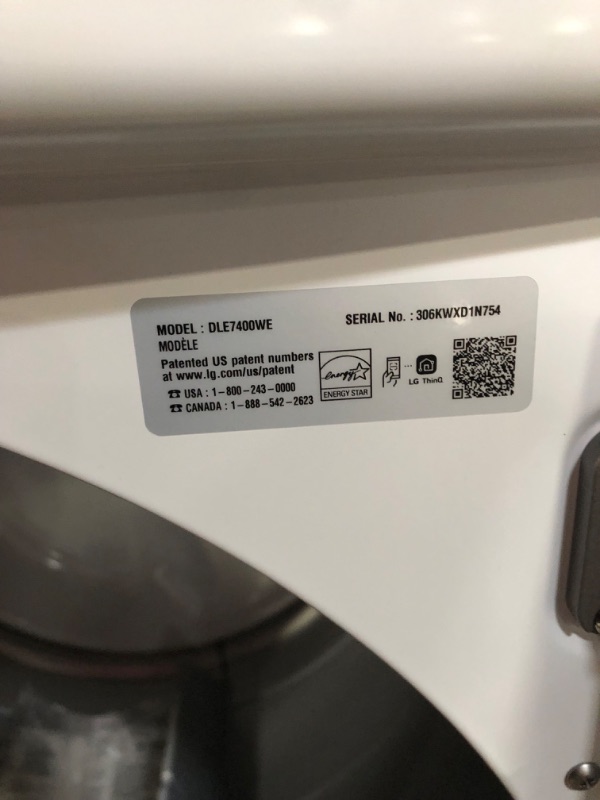 MODEL : DLE7400WE
MODÈLE
SERIAL No. : 306KWXD1N754
Patented US patent numbers
at www.lg.com/us/patent
☎ USA : 1-800-243-0000
☎ CANADA : 1-888-542-2623
energy
ENERGY STAR
LG ThinQ